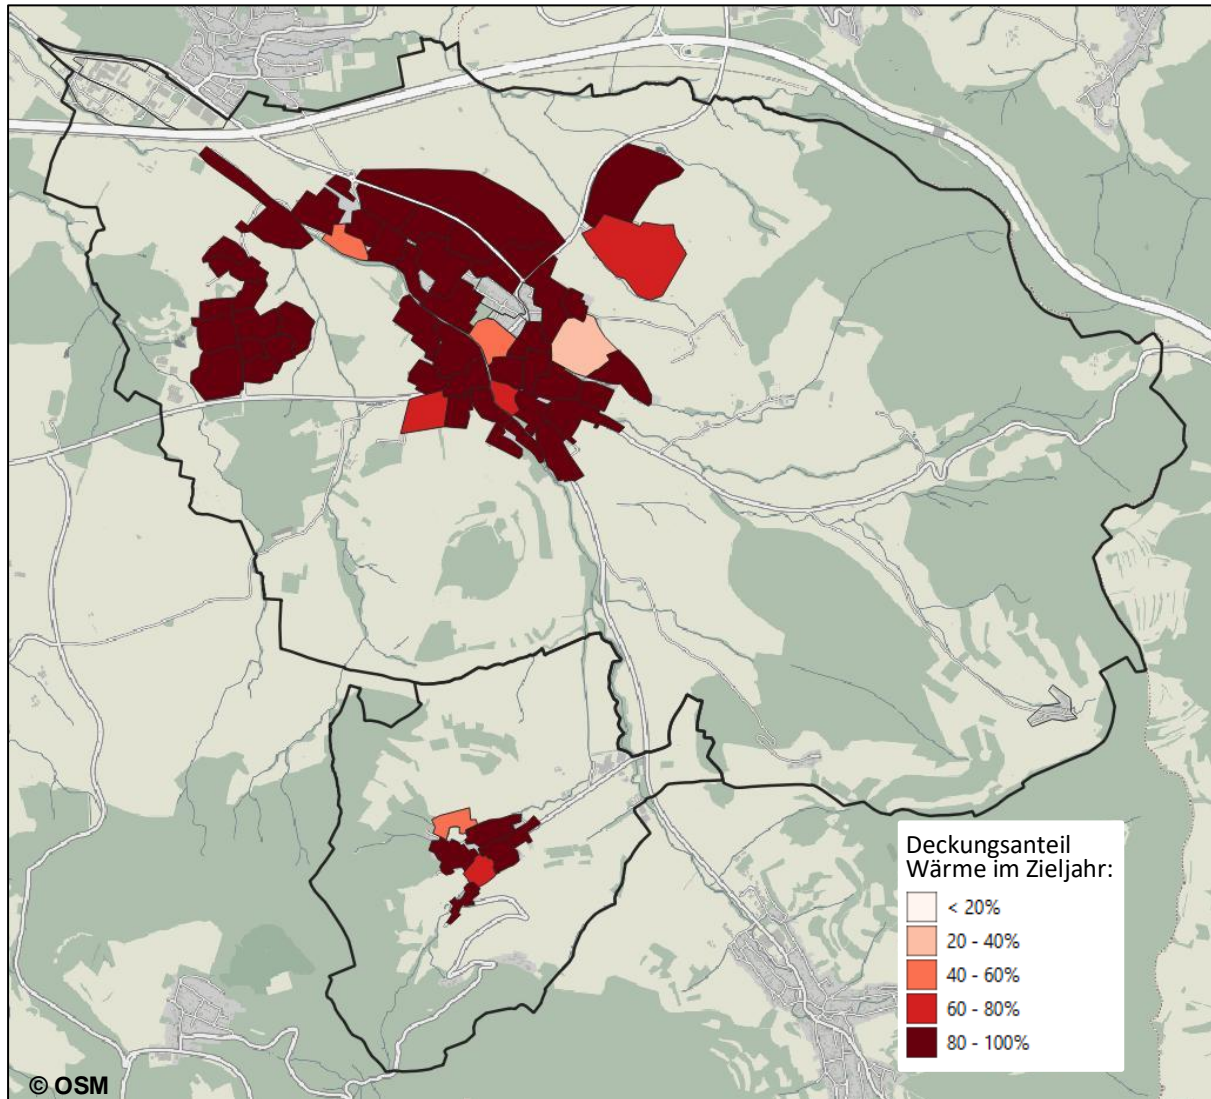 Deckungsanteil
Wärme im Zieljahr:
< 20%
20 - 40%
40 - 60%
60 - 80%
80 - 100%
© OSM